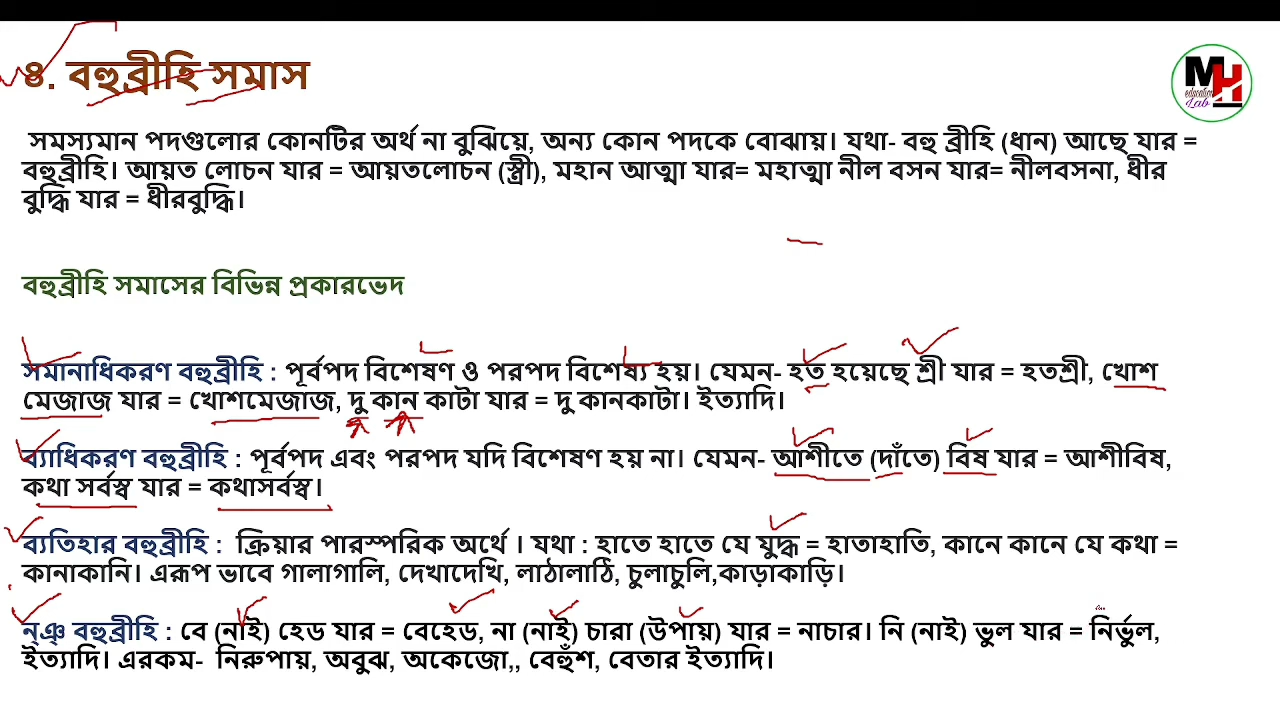 ৪. বহুব্রীহি সমাস
MH
education
Lab
সমস্যমান পদগুলোর কোনটির অর্থ না বুঝিয়ে, অন্য কোন পদকে বোঝায়। যথা- বহু ব্রীহি (ধান) আছে যার =
বহুব্রীহি। আয়ত লোচন যার = আয়তলোচন (স্ত্রী), মহান আত্মা যার= মহাত্মা নীল বসন যার= নীলবসনা, ধীর
বুদ্ধি যার = ধীরবুদ্ধি।
বহুব্রীহি সমাসের বিভিন্ন প্রকারভেদ
সমানাধিকরণ বহুব্রীহি : পূর্বপদ বিশেষণ ও পরপদ বিশেষ্য হয়। যেমন- হত হয়েছে শ্রী যার = হতশ্রী, খোশ
মেজাজ যার = খোশমেজাজ, দু কান কাটা যার = দু কানকাটা। ইত্যাদি।
ব্যাধিকরণ বহুব্রীহি : পূর্বপদ এবং পরপদ যদি বিশেষণ হয় না। যেমন- আশীতে (দাঁতে) বিষ যার = আশীবিষ,
কথা সর্বস্ব যার = কথাসর্বস্ব।
ব্যতিহার বহুব্রীহি : ক্রিয়ার পারস্পরিক অর্থে । যথা : হাতে হাতে যে যুদ্ধি = হাতাহাতি, কানে কানে যে কথা =
কানাকানি। এরূপ ভাবে গালাগালি, দেখাদেখি, লাঠালাঠি, চুলাচুলি,কাড়াকাড়ি।
ন্ঞ্ বহুব্রীহি : বে (নাই) হেড যার = বেহেড, না (নাই) চারা (উপায়) যার = নাচার। নি (নাই) ভুল যার = নির্ভুল,
ইত্যাদি। এরকম- নিরুপায়, অবুঝ, অকেজো,, বেহুঁশ, বেতার ইত্যাদি।